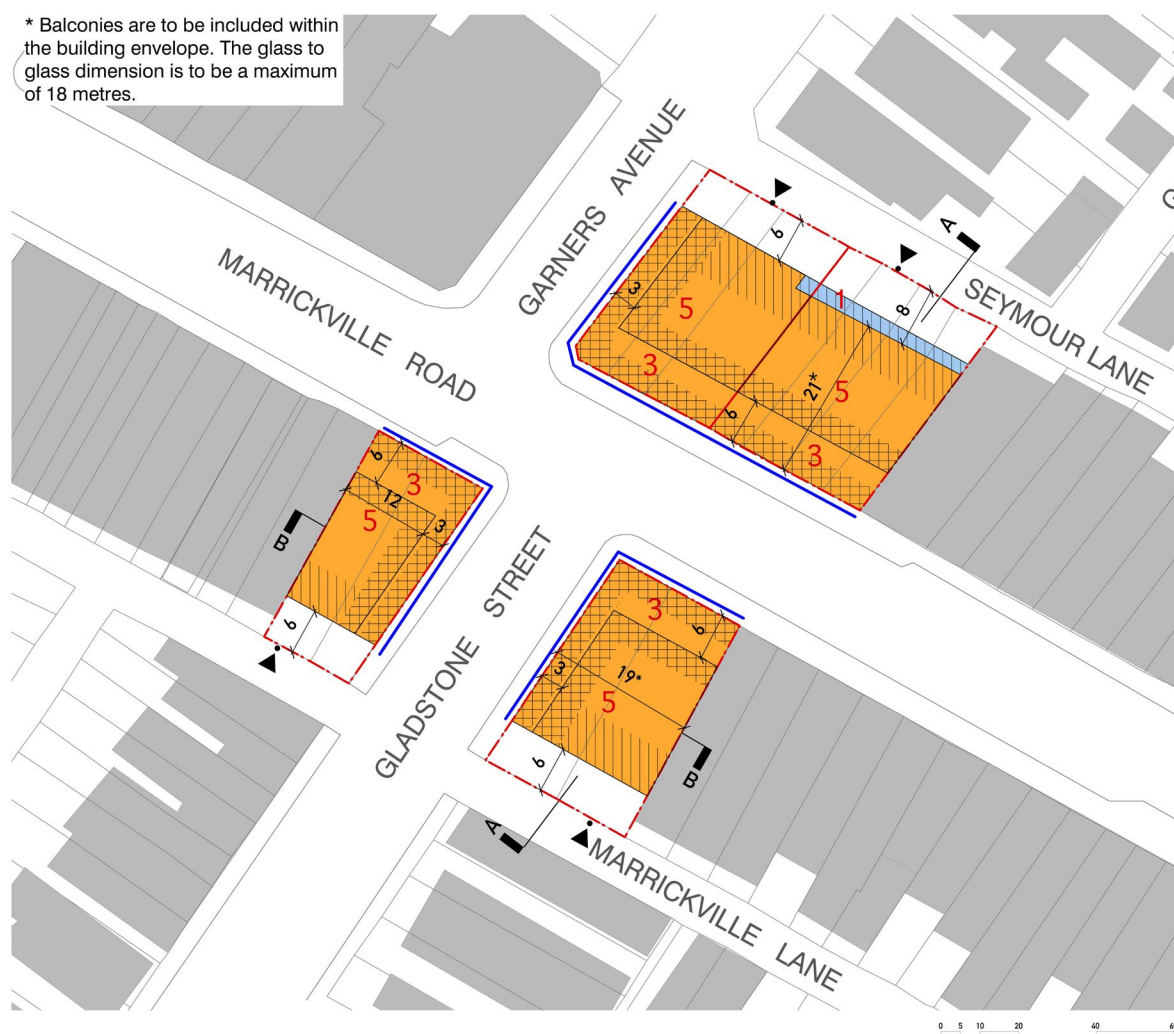 * Balconies are to be included within
the building envelope. The glass to
glass dimension is to be a maximum
of 18 metres.
GARNERS AVENUE
MARRICKVILLE ROAD
SEYMOUR LANE
GLADSTONE STREET
MARRICKVILLE LANE
G
A
6
1
8
3
5
3
21*
5
6
3
6
3
12
5
3
B
6
3
6
3
19*
5
6
B
A
0 5 10 20 40